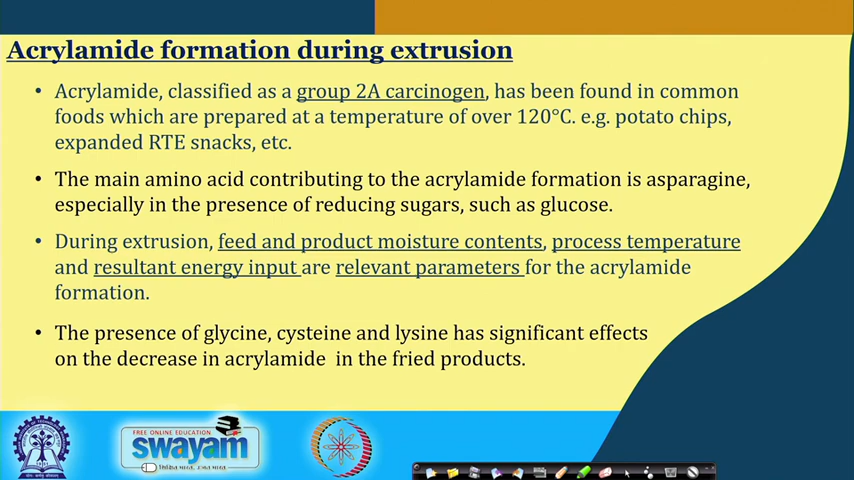 Acrylamide formation during extrusion
• Acrylamide, classified as a group 2A carcinogen, has been found in common
foods which are prepared at a temperature of over 120°C. e.g. potato chips,
expanded RTE snacks, etc.
• The main amino acid contributing to the acrylamide formation is asparagine,
especially in the presence of reducing sugars, such as glucose.
• During extrusion, feed and product moisture contents, process temperature
and resultant energy input are relevant parameters for the acrylamide
formation.
• The presence of glycine, cysteine and lysine has significant effects
on the decrease in acrylamide in the fried products.
FREE ONLINE EDUCATION
swayam